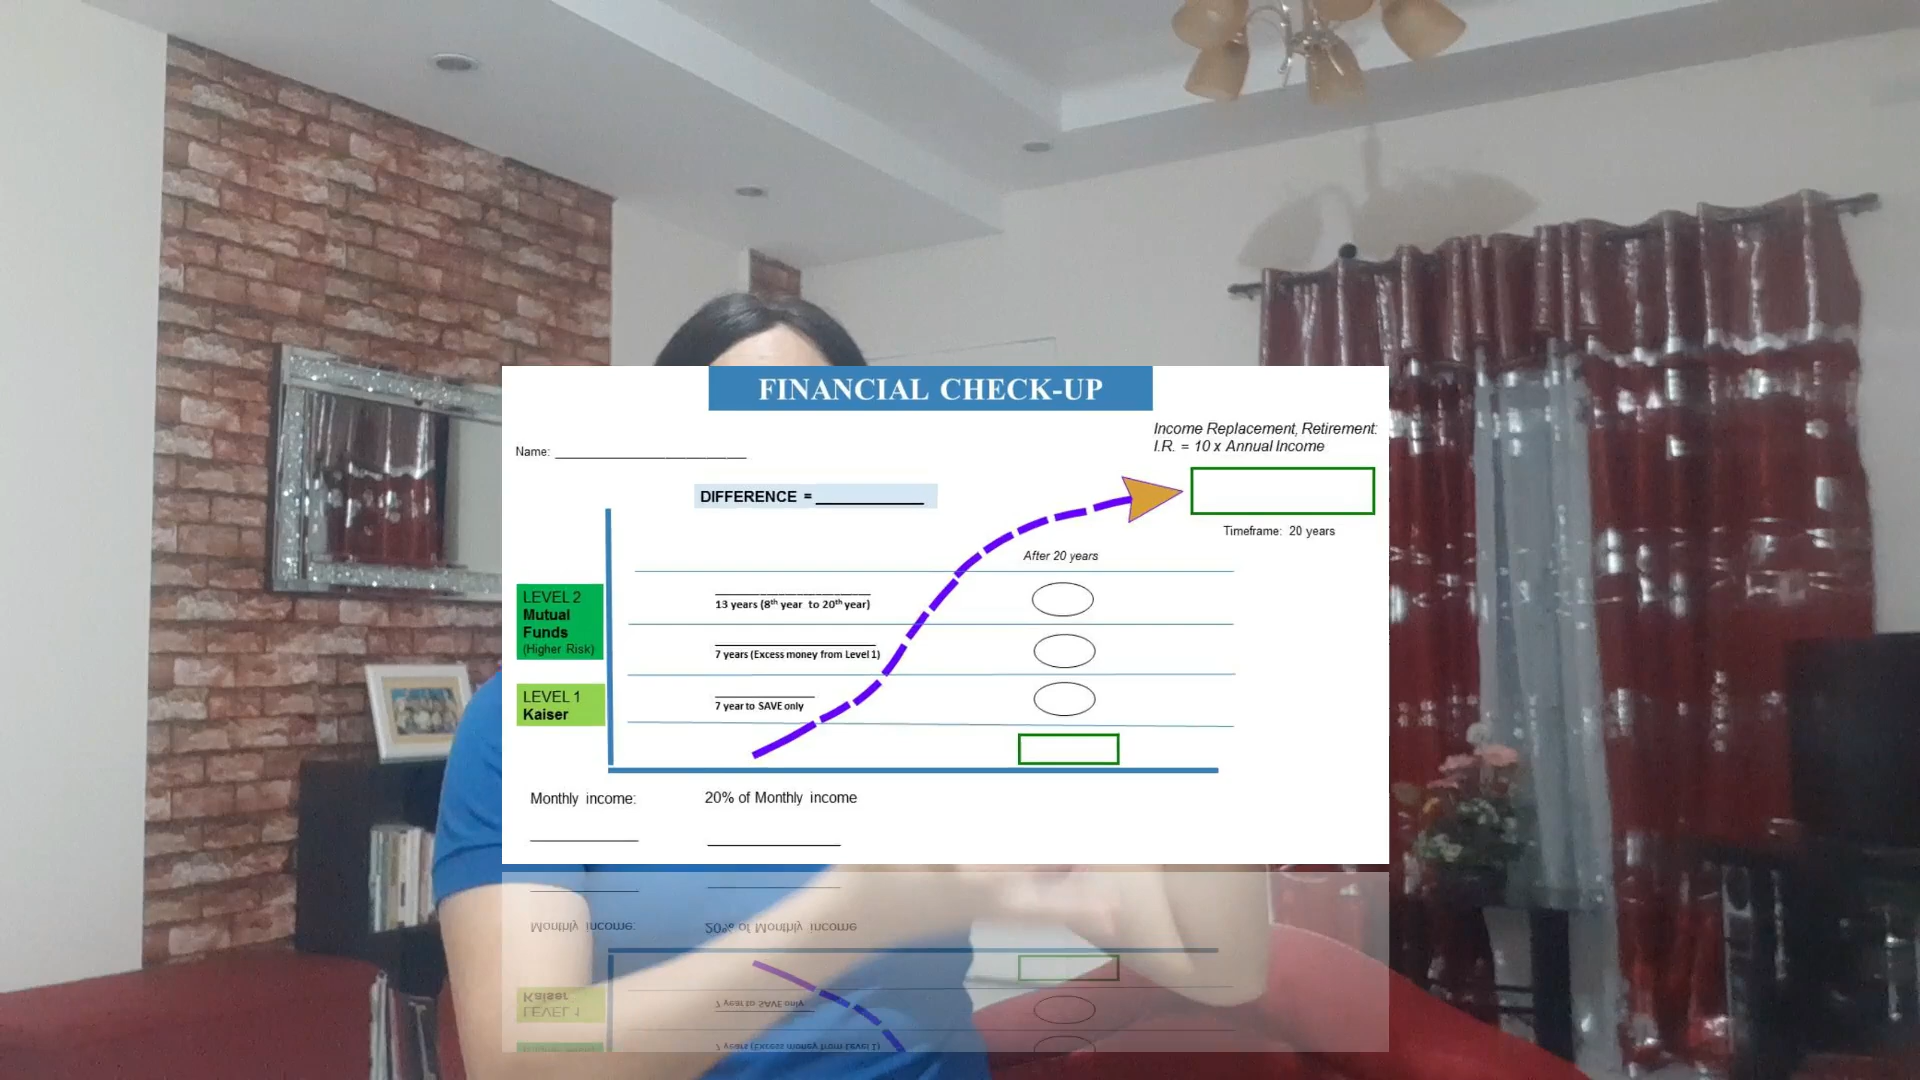 FINANCIAL CHECK-UP
Income Replacement, Retirement:
I.R. = 10 x Annual Income
Name:
DIFFERENCE =
Timeframe: 20 years
After 20 years
LEVEL 2
Mutual
Funds
(Higher Risk)
13 years (8th year to 20th year)
7 years (Excess money from Level 1)
LEVEL 1
Kaiser
7 year to SAVE only
Monthly income:
20% of Monthly income